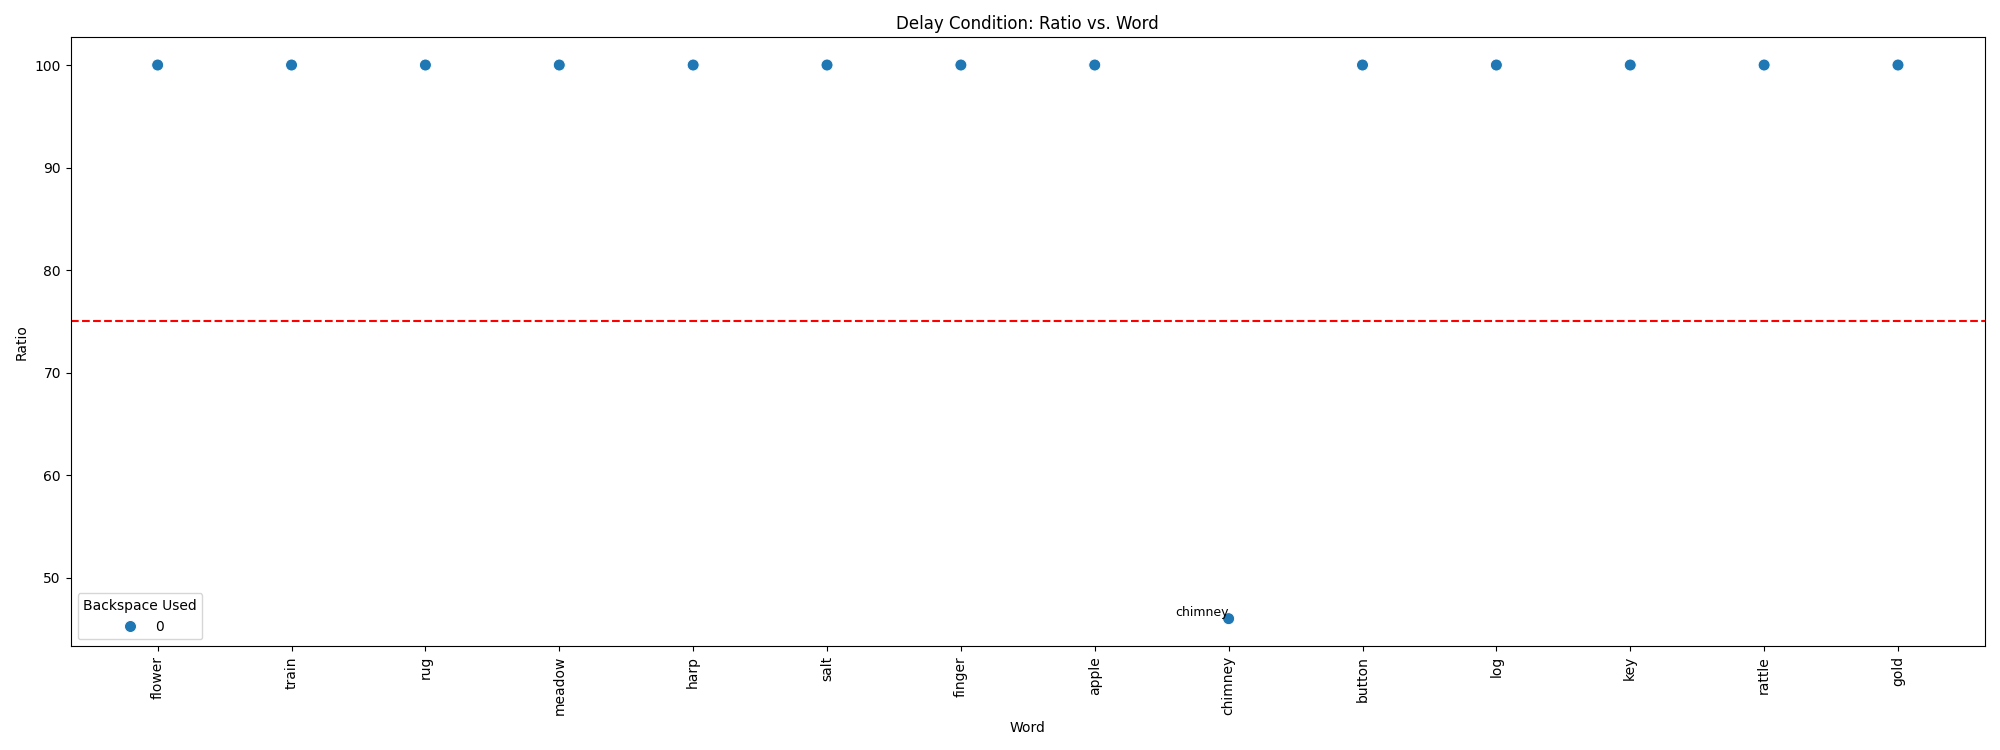 Delay Condition: Ratio vs. Word
100
90
80
70
60
50
Ratio
chimney
Backspace Used
0
flower
train
rug
meadow
harp
salt
finger
apple
chimney
button
log
key
rattle
gold
Word